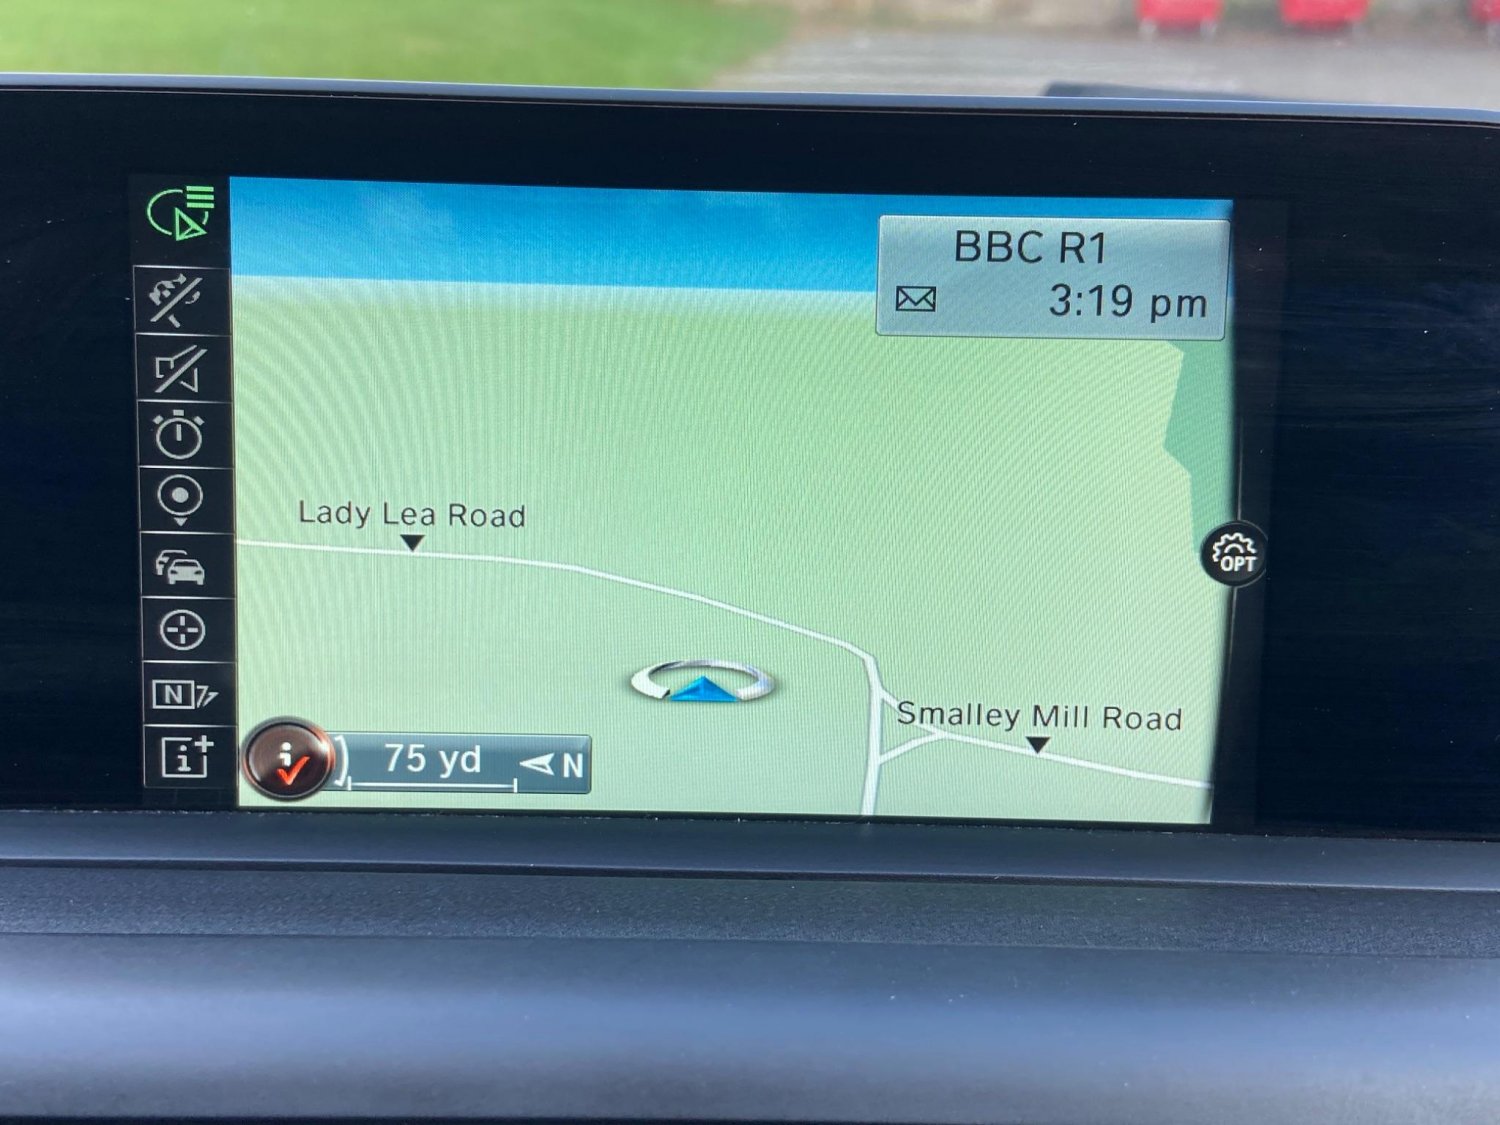 BBC R1
3:19 pm
Lady Lea Road
OPT
Smalley Mill Road
N
i
75 yd
N
i+